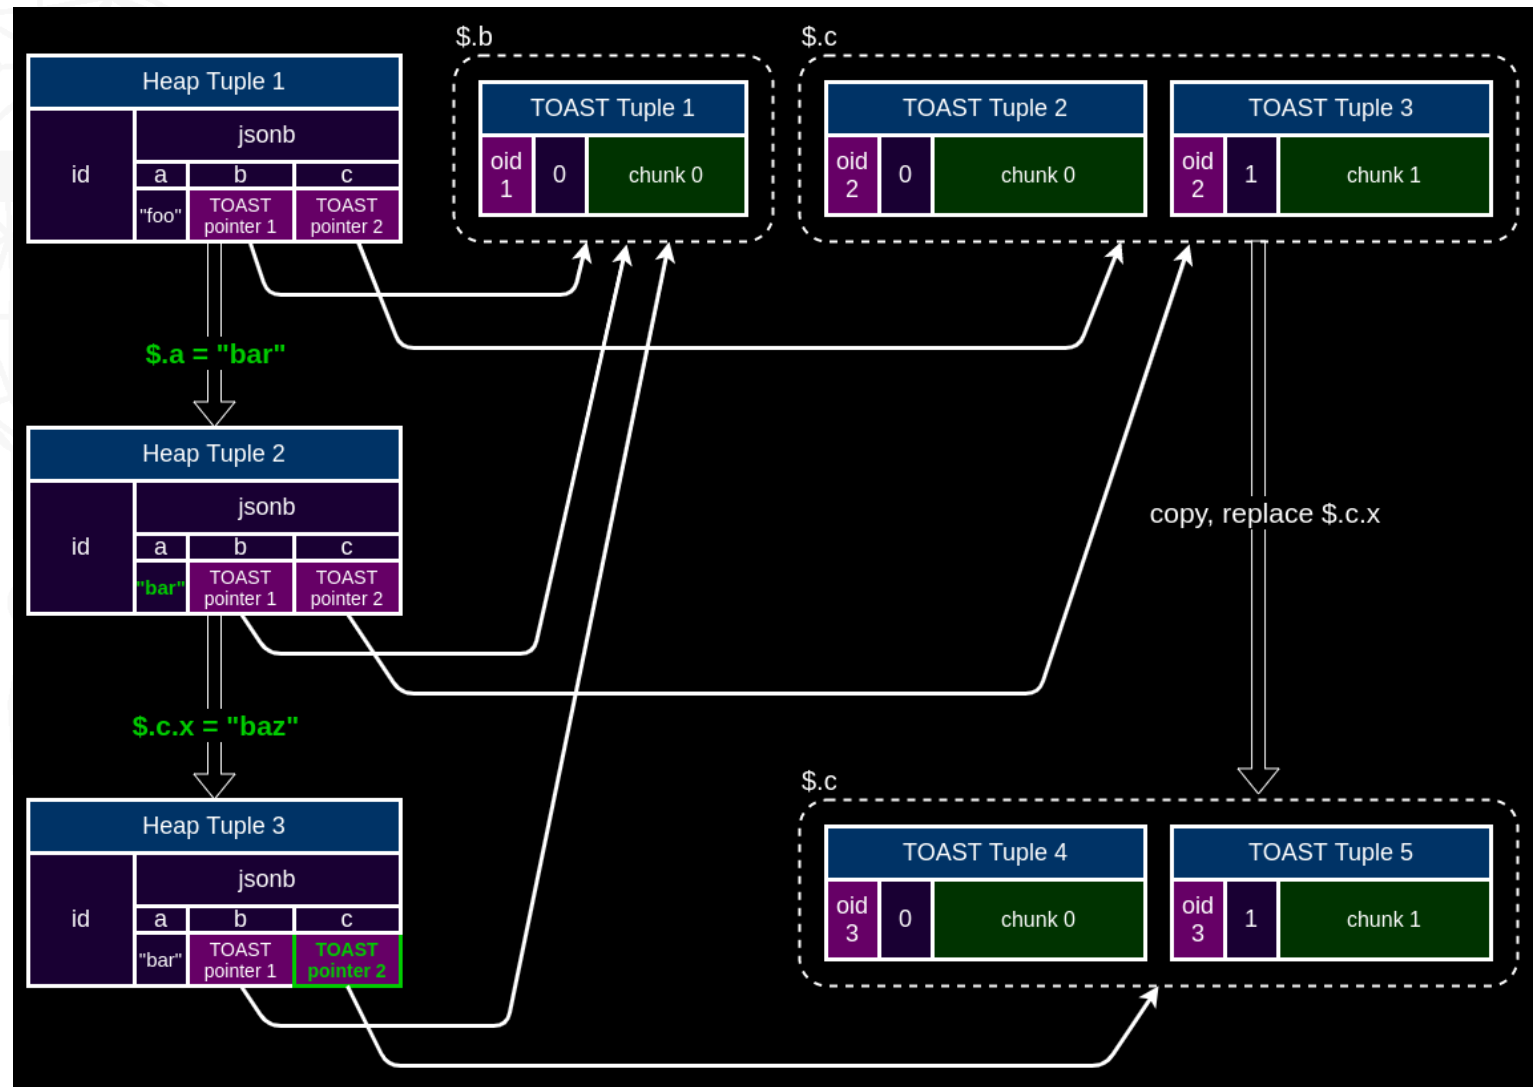 $.b
$.c
Heap Tuple 1
jsonb
id
a
b
c
"foo"
TOAST
pointer 1
TOAST
pointer 2
TOAST Tuple 1
oid
1
0
chunk 0
TOAST Tuple 2
oid
2
0
chunk 0
TOAST Tuple 3
oid
2
1
chunk 1
$.a = "bar"
Heap Tuple 2
jsonb
id
a
b
c
"bar"
TOAST
pointer 1
TOAST
pointer 2
copy, replace $.c.x
$.c.x = "baz"
$.c
Heap Tuple 3
jsonb
id
a
b
c
"bar"
TOAST
pointer 1
TOAST
pointer 2
TOAST Tuple 4
oid
3
0
chunk 0
TOAST Tuple 5
oid
3
1
chunk 1